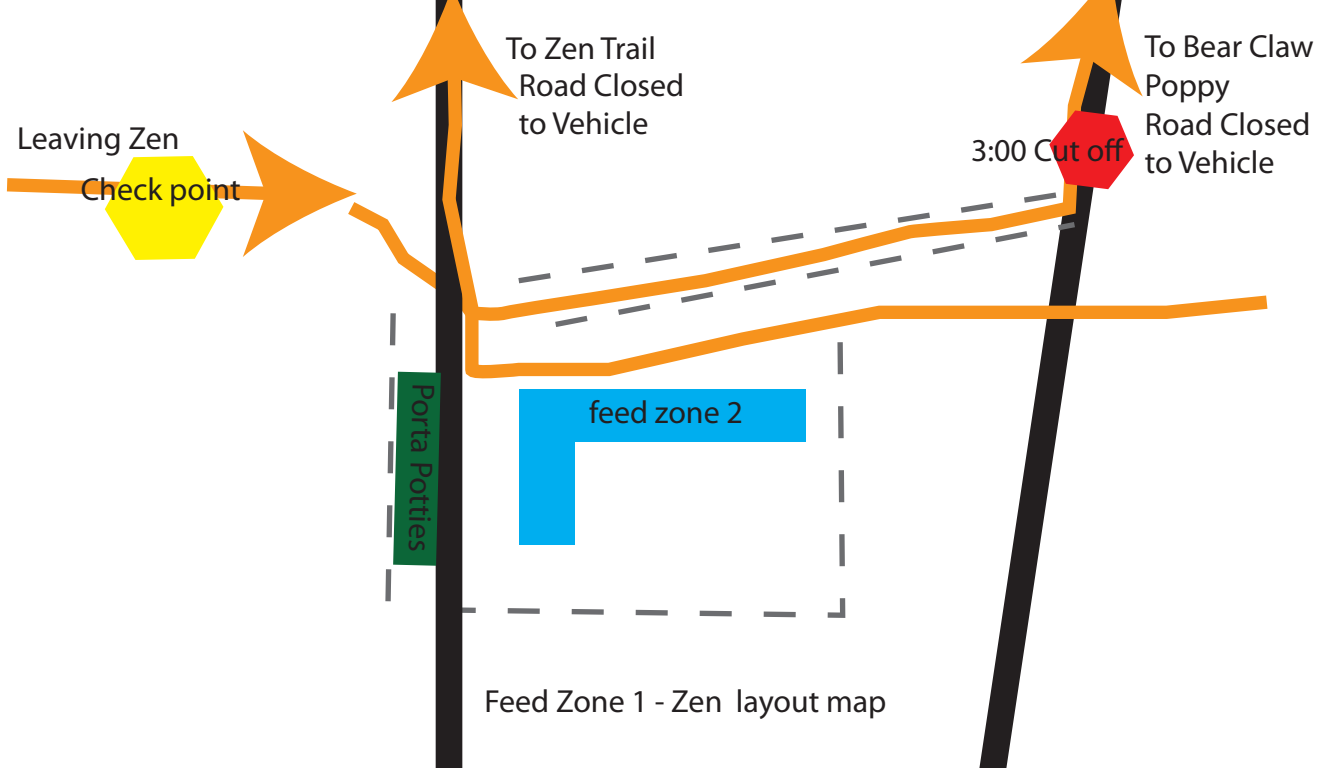 To Zen Trail
Road Closed
to Vehicle
To Bear Claw
Poppy
Road Closed
to Vehicle
Leaving Zen
Check point
3:00 Cut off
Porta Potties
feed zone 2
Feed Zone 1 - Zen layout map